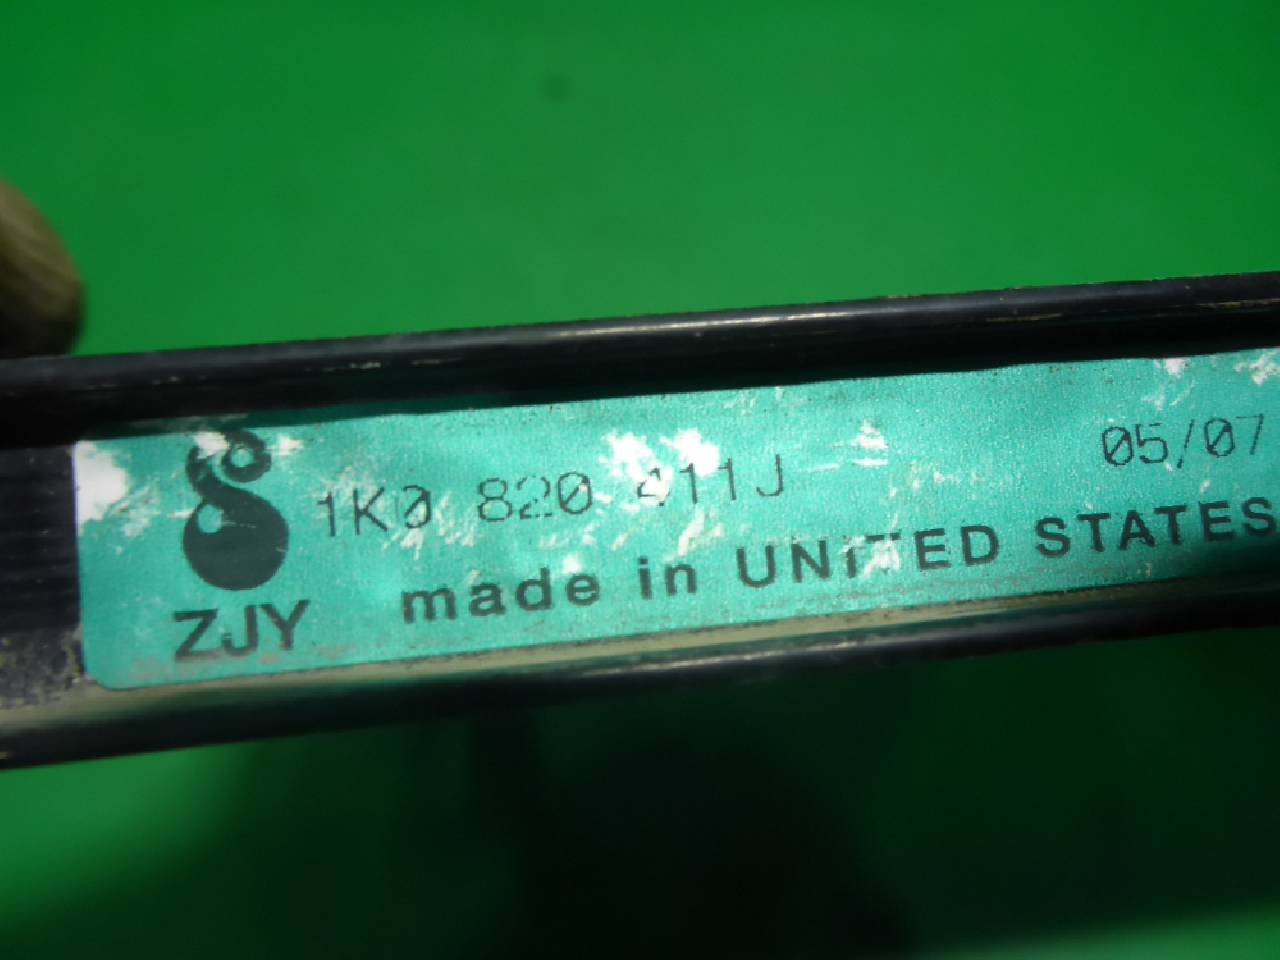 1K0 820 411J 05/07
made in UNITED STATES
ZJY